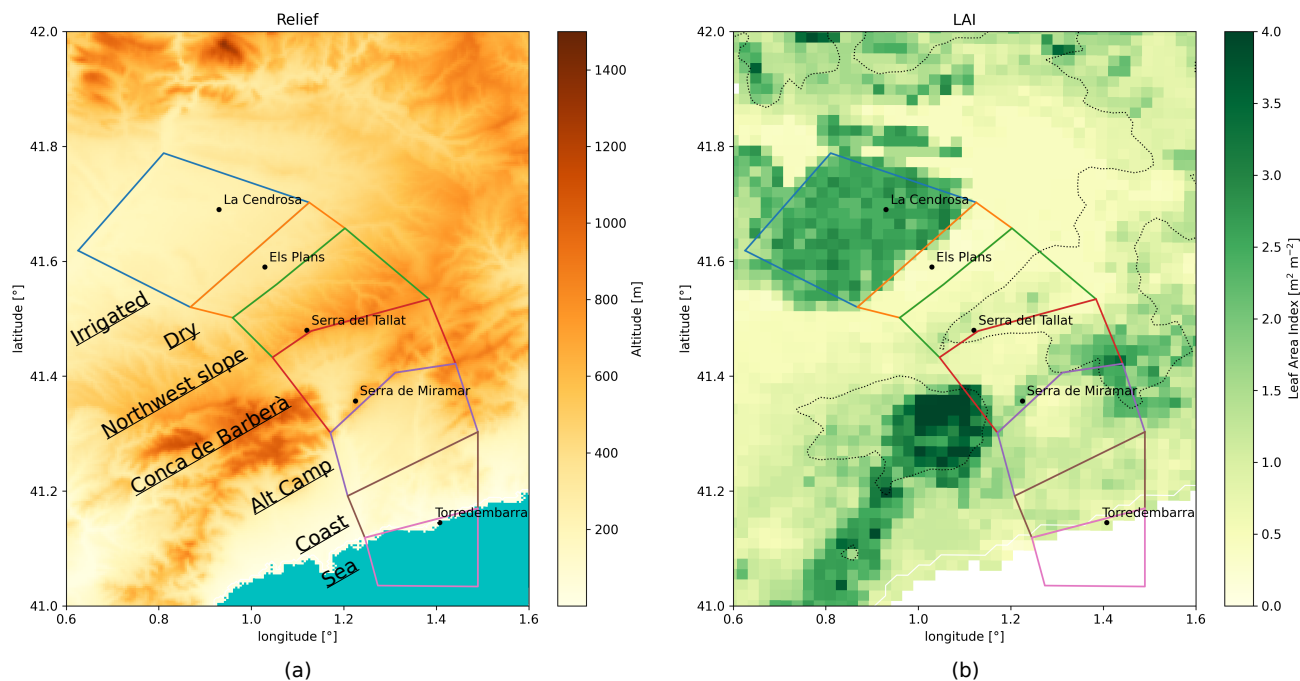 Relief
42.0
41.8
41.6
41.4
41.2
41.0
latitude [°]
0.6
0.8
1.0
1.2
1.4
1.6
longitude [°]
La Cendrosa
Els Plans
Serra del Tallat
Serra de Miramar
Torredembarra
Irrigated
Dry
Northwest slope
Conca de Barberà
Alt Camp
Coast
Sea
1400
1200
1000
800
600
400
200
Altitude [m]
(a)
LAI
42.0
41.8
41.6
41.4
41.2
41.0
latitude [°]
0.6
0.8
1.0
1.2
1.4
1.6
longitude [°]
La Cendrosa
Els Plans
Serra del Tallat
Serra de Miramar
Torredembarra
4.0
3.5
3.0
2.5
2.0
1.5
1.0
0.5
0.0
Leaf Area Index [m² m⁻²]
(b)